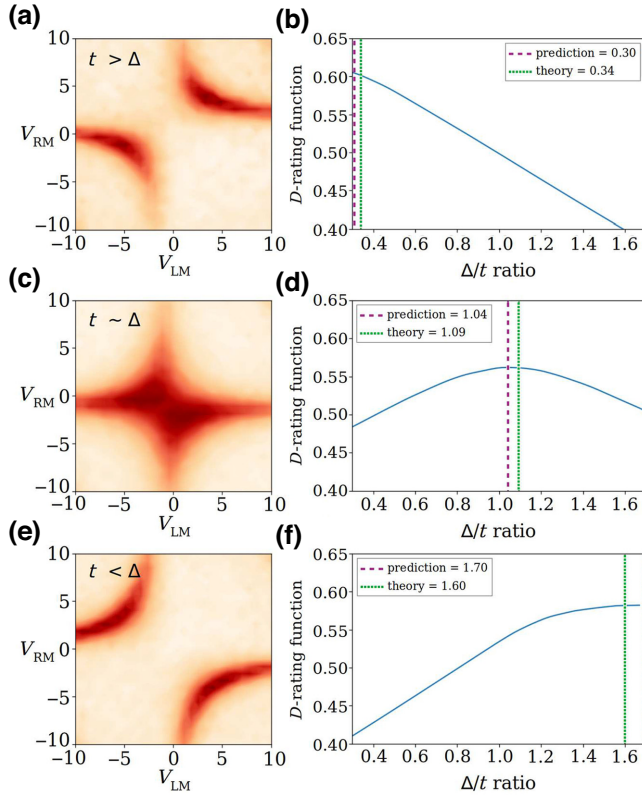 (a)
t > Δ
10
5
0
−5
−10
V_RM
−10 −5 0 5 10
V_LM
(b)
prediction = 0.30
theory = 0.34
0.65
0.60
0.55
0.50
0.45
0.40
D-rating function
0.4 0.6 0.8 1.0 1.2 1.4 1.6
Δ/t ratio
(c)
t ~ Δ
10
5
0
−5
−10
V_RM
−10 −5 0 5 10
V_LM
(d)
prediction = 1.04
theory = 1.09
0.65
0.60
0.55
0.50
0.45
0.40
D-rating function
0.4 0.6 0.8 1.0 1.2 1.4 1.6
Δ/t ratio
(e)
t < Δ
10
5
0
−5
−10
V_RM
−10 −5 0 5 10
V_LM
(f)
prediction = 1.70
theory = 1.60
0.65
0.60
0.55
0.50
0.45
0.40
D-rating function
0.4 0.6 0.8 1.0 1.2 1.4 1.6
Δ/t ratio